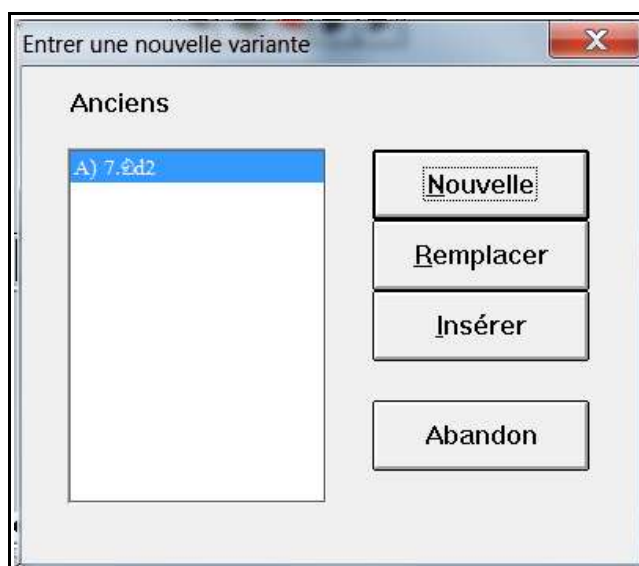 Entrer une nouvelle variante
Anciens
A) 7.♘d2
Nouvelle
Remplacer
Insérer
Abandon